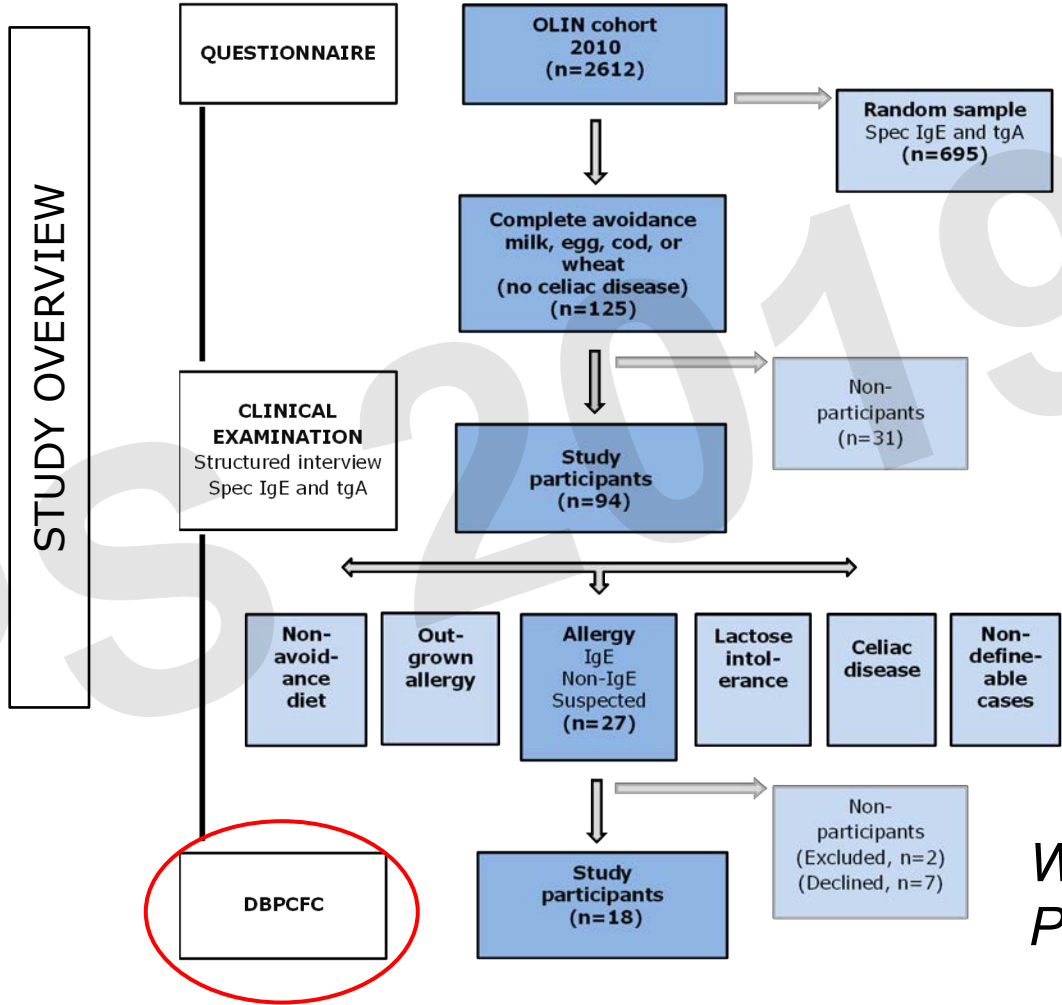 STUDY OVERVIEW
QUESTIONNAIRE
OLIN cohort
2010
(n=2612)
Random sample
Spec IgE and tgA
(n=695)
Complete avoidance
milk, egg, cod, or
wheat
(no celiac disease)
(n=125)
CLINICAL
EXAMINATION
Structured interview
Spec IgE and tgA
Non-
participants
(n=31)
Study
participants
(n=94)
Non-
avoid-
ance
diet
Out-
grown
allergy
Allergy
IgE
Non-IgE
Suspected
(n=27)
Lactose
intol-
erance
Celiac
disease
Non-
define-
able
cases
DBPCFC
Study
participants
(n=18)
Non-
participants
(Excluded, n=2)
(Declined, n=7)
W
P
S 2019